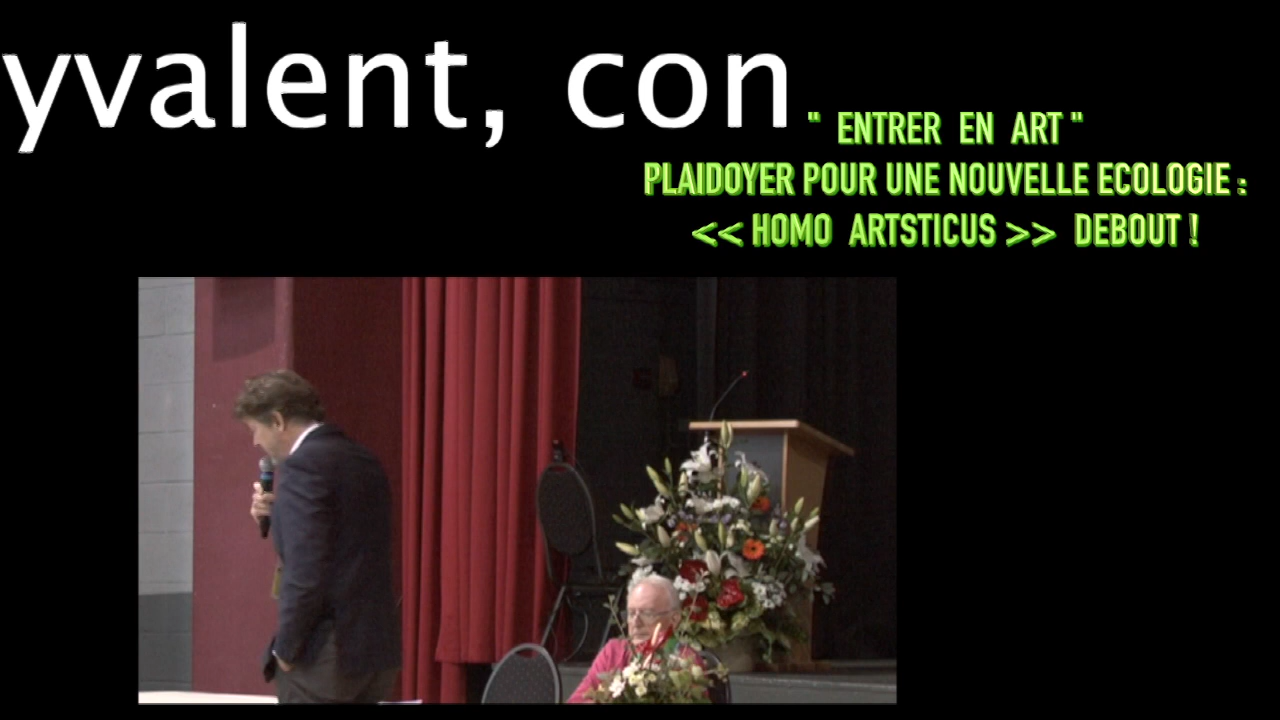 yvalent, con
" ENTRER EN ART "
PLAIDOYER POUR UNE NOUVELLE ECOLOGIE :
<< HOMO ARTSTICUS >> DEBOUT !